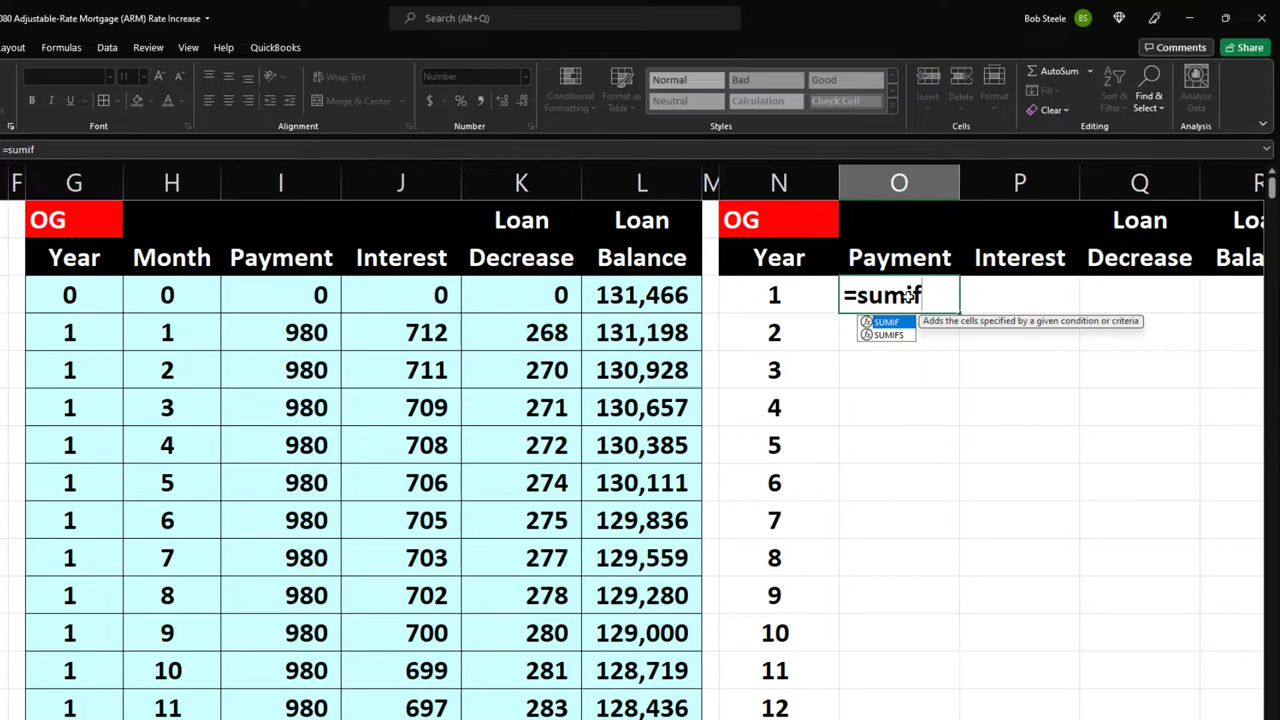 080 Adjustable-Rate Mortgage (ARM) Rate Increase
Search (Alt+Q)
Bob Steele BS
ayout Formulas Data Review View Help QuickBooks
Comments Share
11 A A Wrap Text Number Normal Bad Good AutoSum
B I U A Merge & Center $ % Conditional Formatting Format as Table Neutral Calculation Check Cell Insert Delete Format Fill Clear Sort & Filter Find & Select Analyze Data
Font Alignment Number Styles Cells Editing Analysis
=sumif
F G H I J K L M N O P Q R
OG Loan Loan OG Loan Loa
Year Month Payment Interest Decrease Balance Year Payment Interest Decrease Bala
0 0 0 0 0 131,466 1 =sumif
SUMIF Adds the cells specified by a given condition or criteria
1 1 980 712 268 131,198 2 SUMIFS
1 2 980 711 270 130,928 3
1 3 980 709 271 130,657 4
1 4 980 708 272 130,385 5
1 5 980 706 274 130,111 6
1 6 980 705 275 129,836 7
1 7 980 703 277 129,559 8
1 8 980 702 278 129,280 9
1 9 980 700 280 129,000 10
1 10 980 699 281 128,719 11
1 11 980 697 283 128,436 12